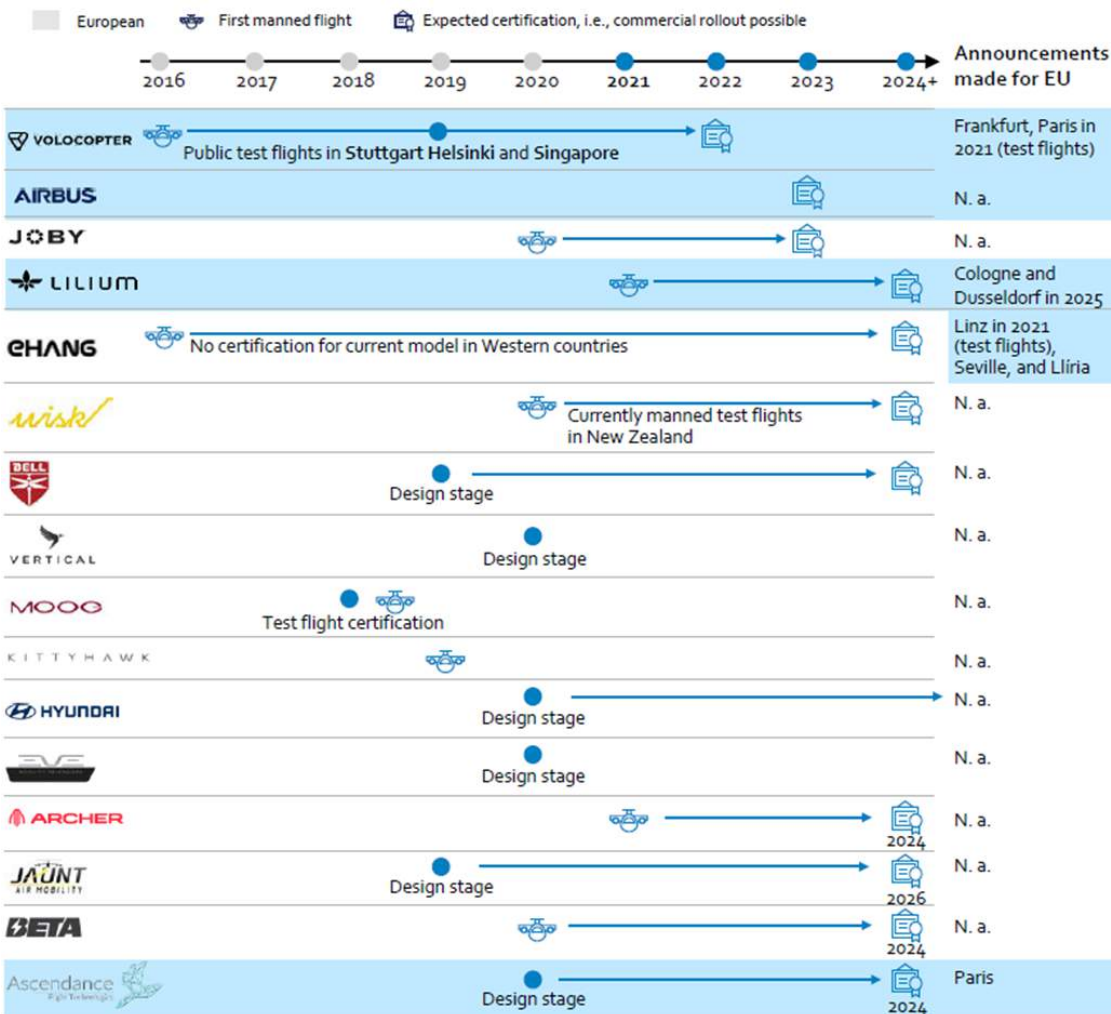 European First manned flight Expected certification, i.e., commercial rollout possible
Announcements
made for EU
2016 2017 2018 2019 2020 2021 2022 2023 2024+
VOLOCOPTER
Public test flights in Stuttgart Helsinki and Singapore
Frankfurt, Paris in
2021 (test flights)
AIRBUS
N. a.
JOBY
N. a.
LILIUM
Cologne and
Dusseldorf in 2025
EHANG
No certification for current model in Western countries
Linz in 2021
(test flights),
Seville, and Llíria
wisk
Currently manned test flights
in New Zealand
N. a.
BELL
Design stage
N. a.
VERTICAL
Design stage
N. a.
MOOG
Test flight certification
N. a.
KITTYHAWK
N. a.
HYUNDAI
Design stage
N. a.
EVE
Design stage
N. a.
ARCHER
2024
N. a.
JAUNT
AIR MOBILITY
Design stage
2026
N. a.
BETA
2024
N. a.
Ascendance
Flight Technologies
Design stage
2024
Paris